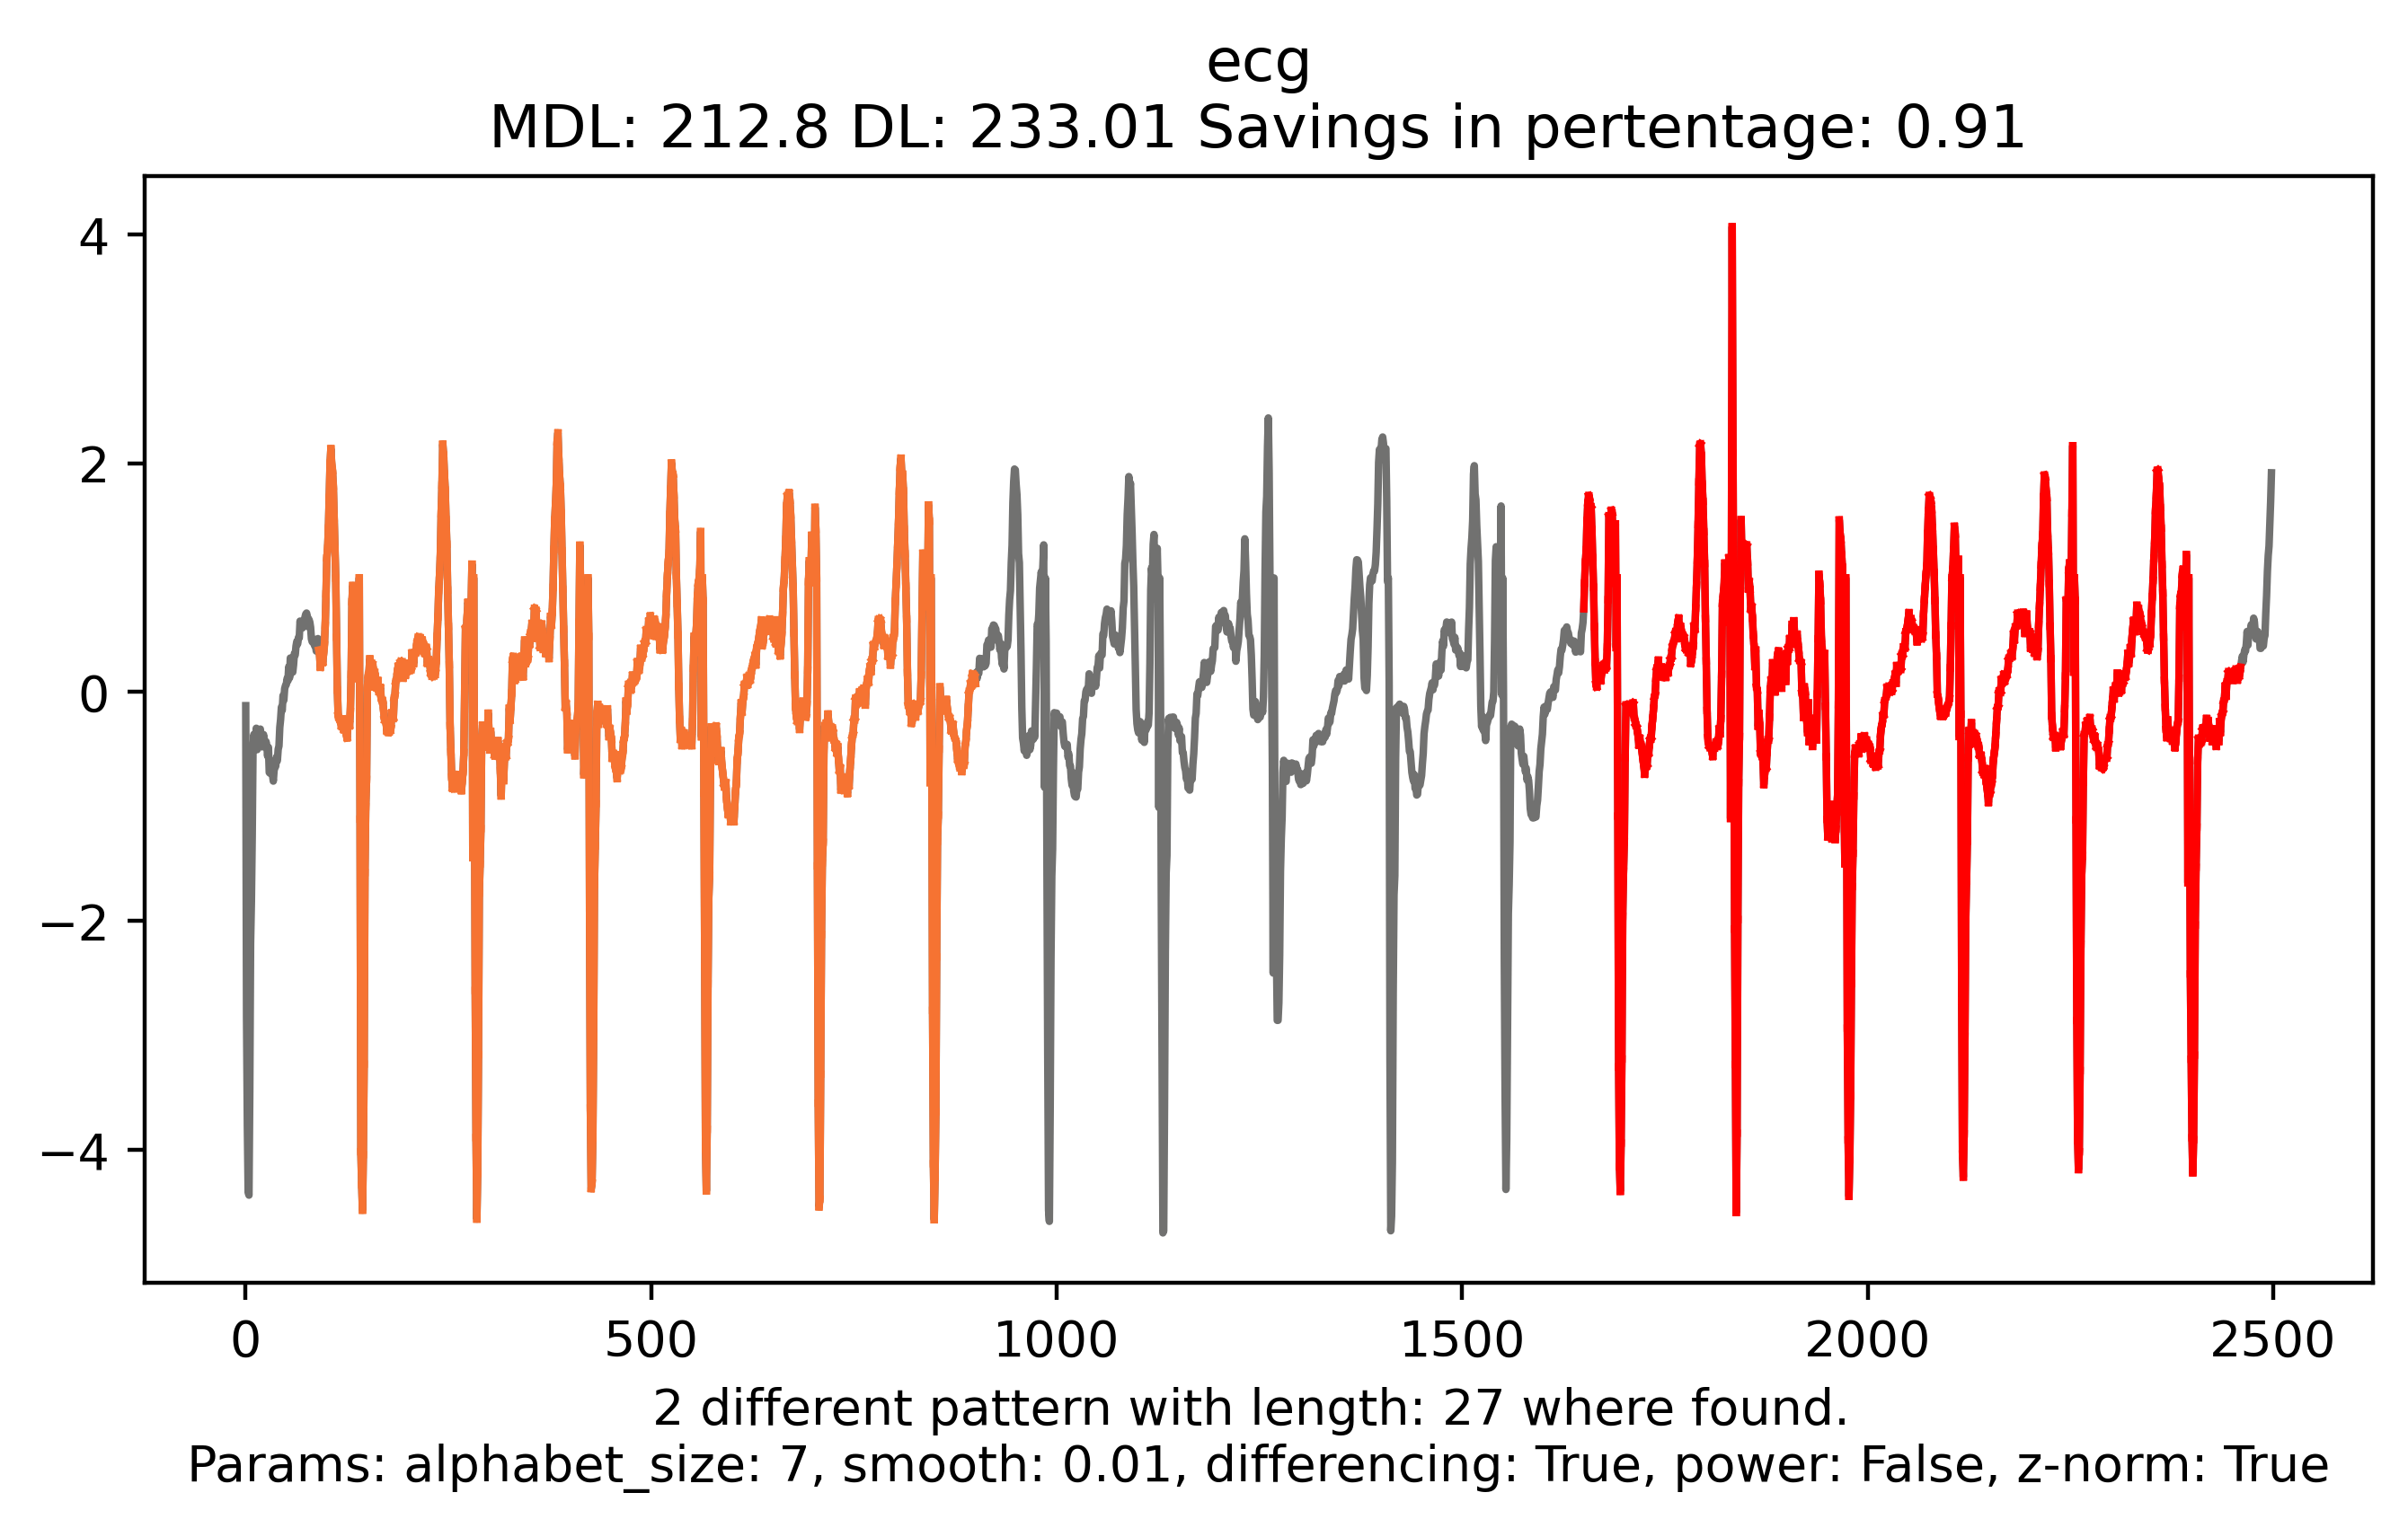 ecg
MDL: 212.8 DL: 233.01 Savings in pertentage: 0.91
4
2
0
−2
−4
0 500 1000 1500 2000 2500
2 different pattern with length: 27 where found.
Params: alphabet_size: 7, smooth: 0.01, differencing: True, power: False, z-norm: True